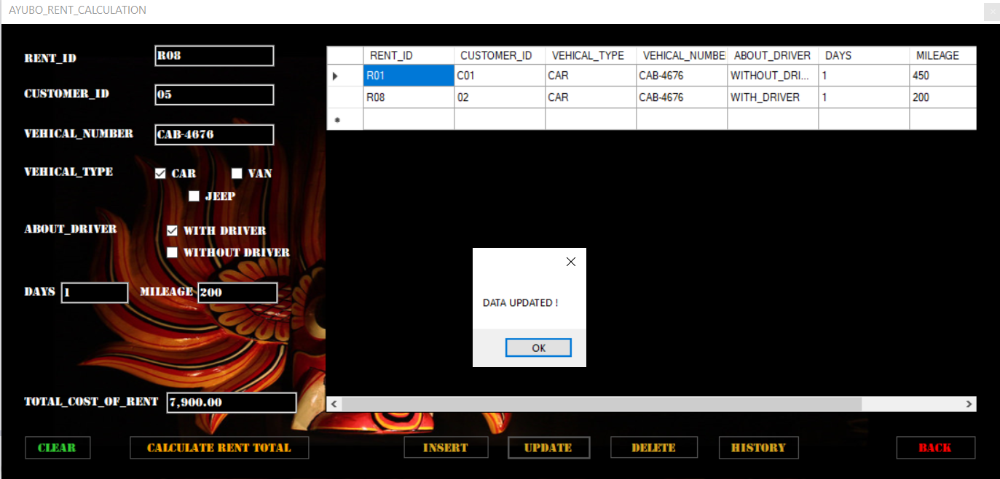 AYUBO_RENT_CALCULATION
RENT_ID R08
CUSTOMER_ID 05
VEHICAL_NUMBER CAB-4676
VEHICAL_TYPE CAR VAN
JEEP
ABOUT_DRIVER WITH DRIVER
WITHOUT DRIVER
DAYS 1 MILEAGE 200
TOTAL_COST_OF_RENT 7,900.00
RENT_ID CUSTOMER_ID VEHICAL_TYPE VEHICAL_NUMBE ABOUT_DRIVER DAYS MILEAGE
R01 C01 CAR CAB-4676 WITHOUT_DRI... 1 450
R08 02 CAR CAB-4676 WITH_DRIVER 1 200
DATA UPDATED !
OK
CLEAR CALCULATE RENT TOTAL INSERT UPDATE DELETE HISTORY BACK